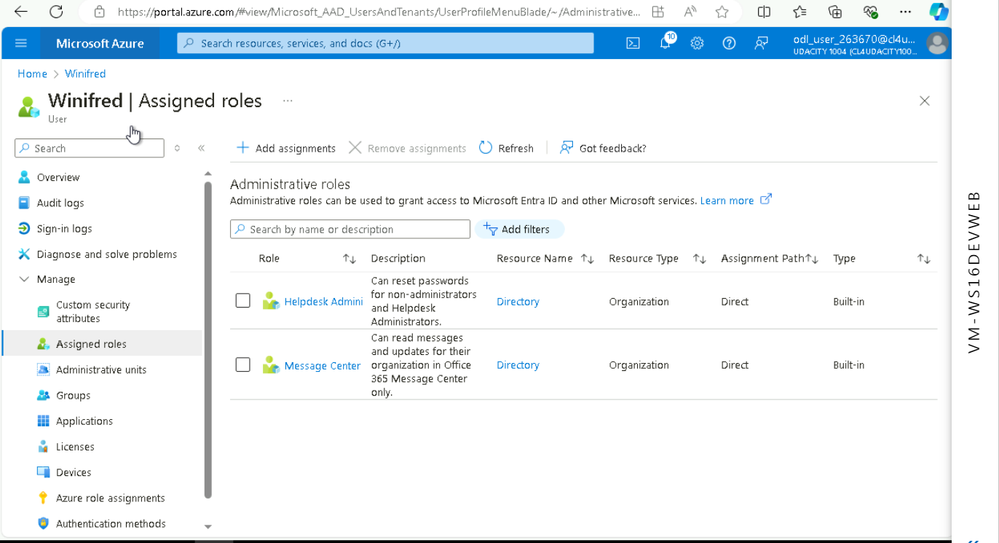 https://portal.azure.com/#view/Microsoft_AAD_UsersAndTenants/UserProfileMenuBlade/~/Administrative...
Microsoft Azure
Search resources, services, and docs (G+/)
10
odl_user_263670@cl4u...
UDACITY 1004 (CL4UDACITY100...
Home > Winifred
Winifred | Assigned roles ...
User
Search
Overview
Audit logs
Sign-in logs
Diagnose and solve problems
Manage
Custom security
attributes
Assigned roles
Administrative units
Groups
Applications
Licenses
Devices
Azure role assignments
Authentication methods
Add assignments
Remove assignments
Refresh
Got feedback?
Administrative roles
Administrative roles can be used to grant access to Microsoft Entra ID and other Microsoft services. Learn more
Search by name or description
Add filters
Role
Description
Resource Name
Resource Type
Assignment Path
Type
Helpdesk Admini
Can reset passwords
for non-administrators
and Helpdesk
Administrators.
Directory
Organization
Direct
Built-in
Message Center
Can read messages
and updates for their
organization in Office
365 Message Center
only.
Directory
Organization
Direct
Built-in
VM-WS16DEVWEB